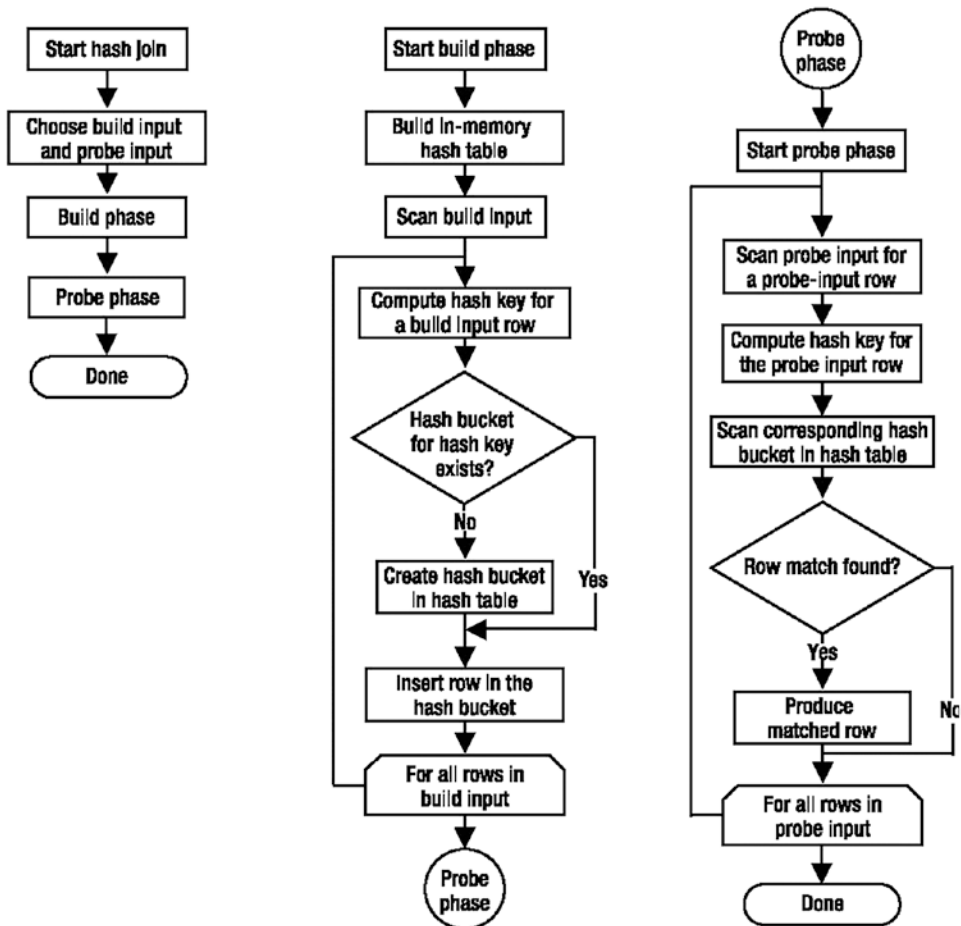 Start hash join
Choose build input
and probe input
Build phase
Probe phase
Done
Start build phase
Build in-memory
hash table
Scan build input
Compute hash key for
a build input row
Hash bucket
for hash key
exists?
No
Yes
Create hash bucket
in hash table
Insert row in the
hash bucket
For all rows in
build input
Probe
phase
Probe
phase
Start probe phase
Scan probe input for
a probe-input row
Compute hash key for
the probe input row
Scan corresponding hash
bucket in hash table
Row match found?
Yes
No
Produce
matched row
For all rows in
probe input
Done